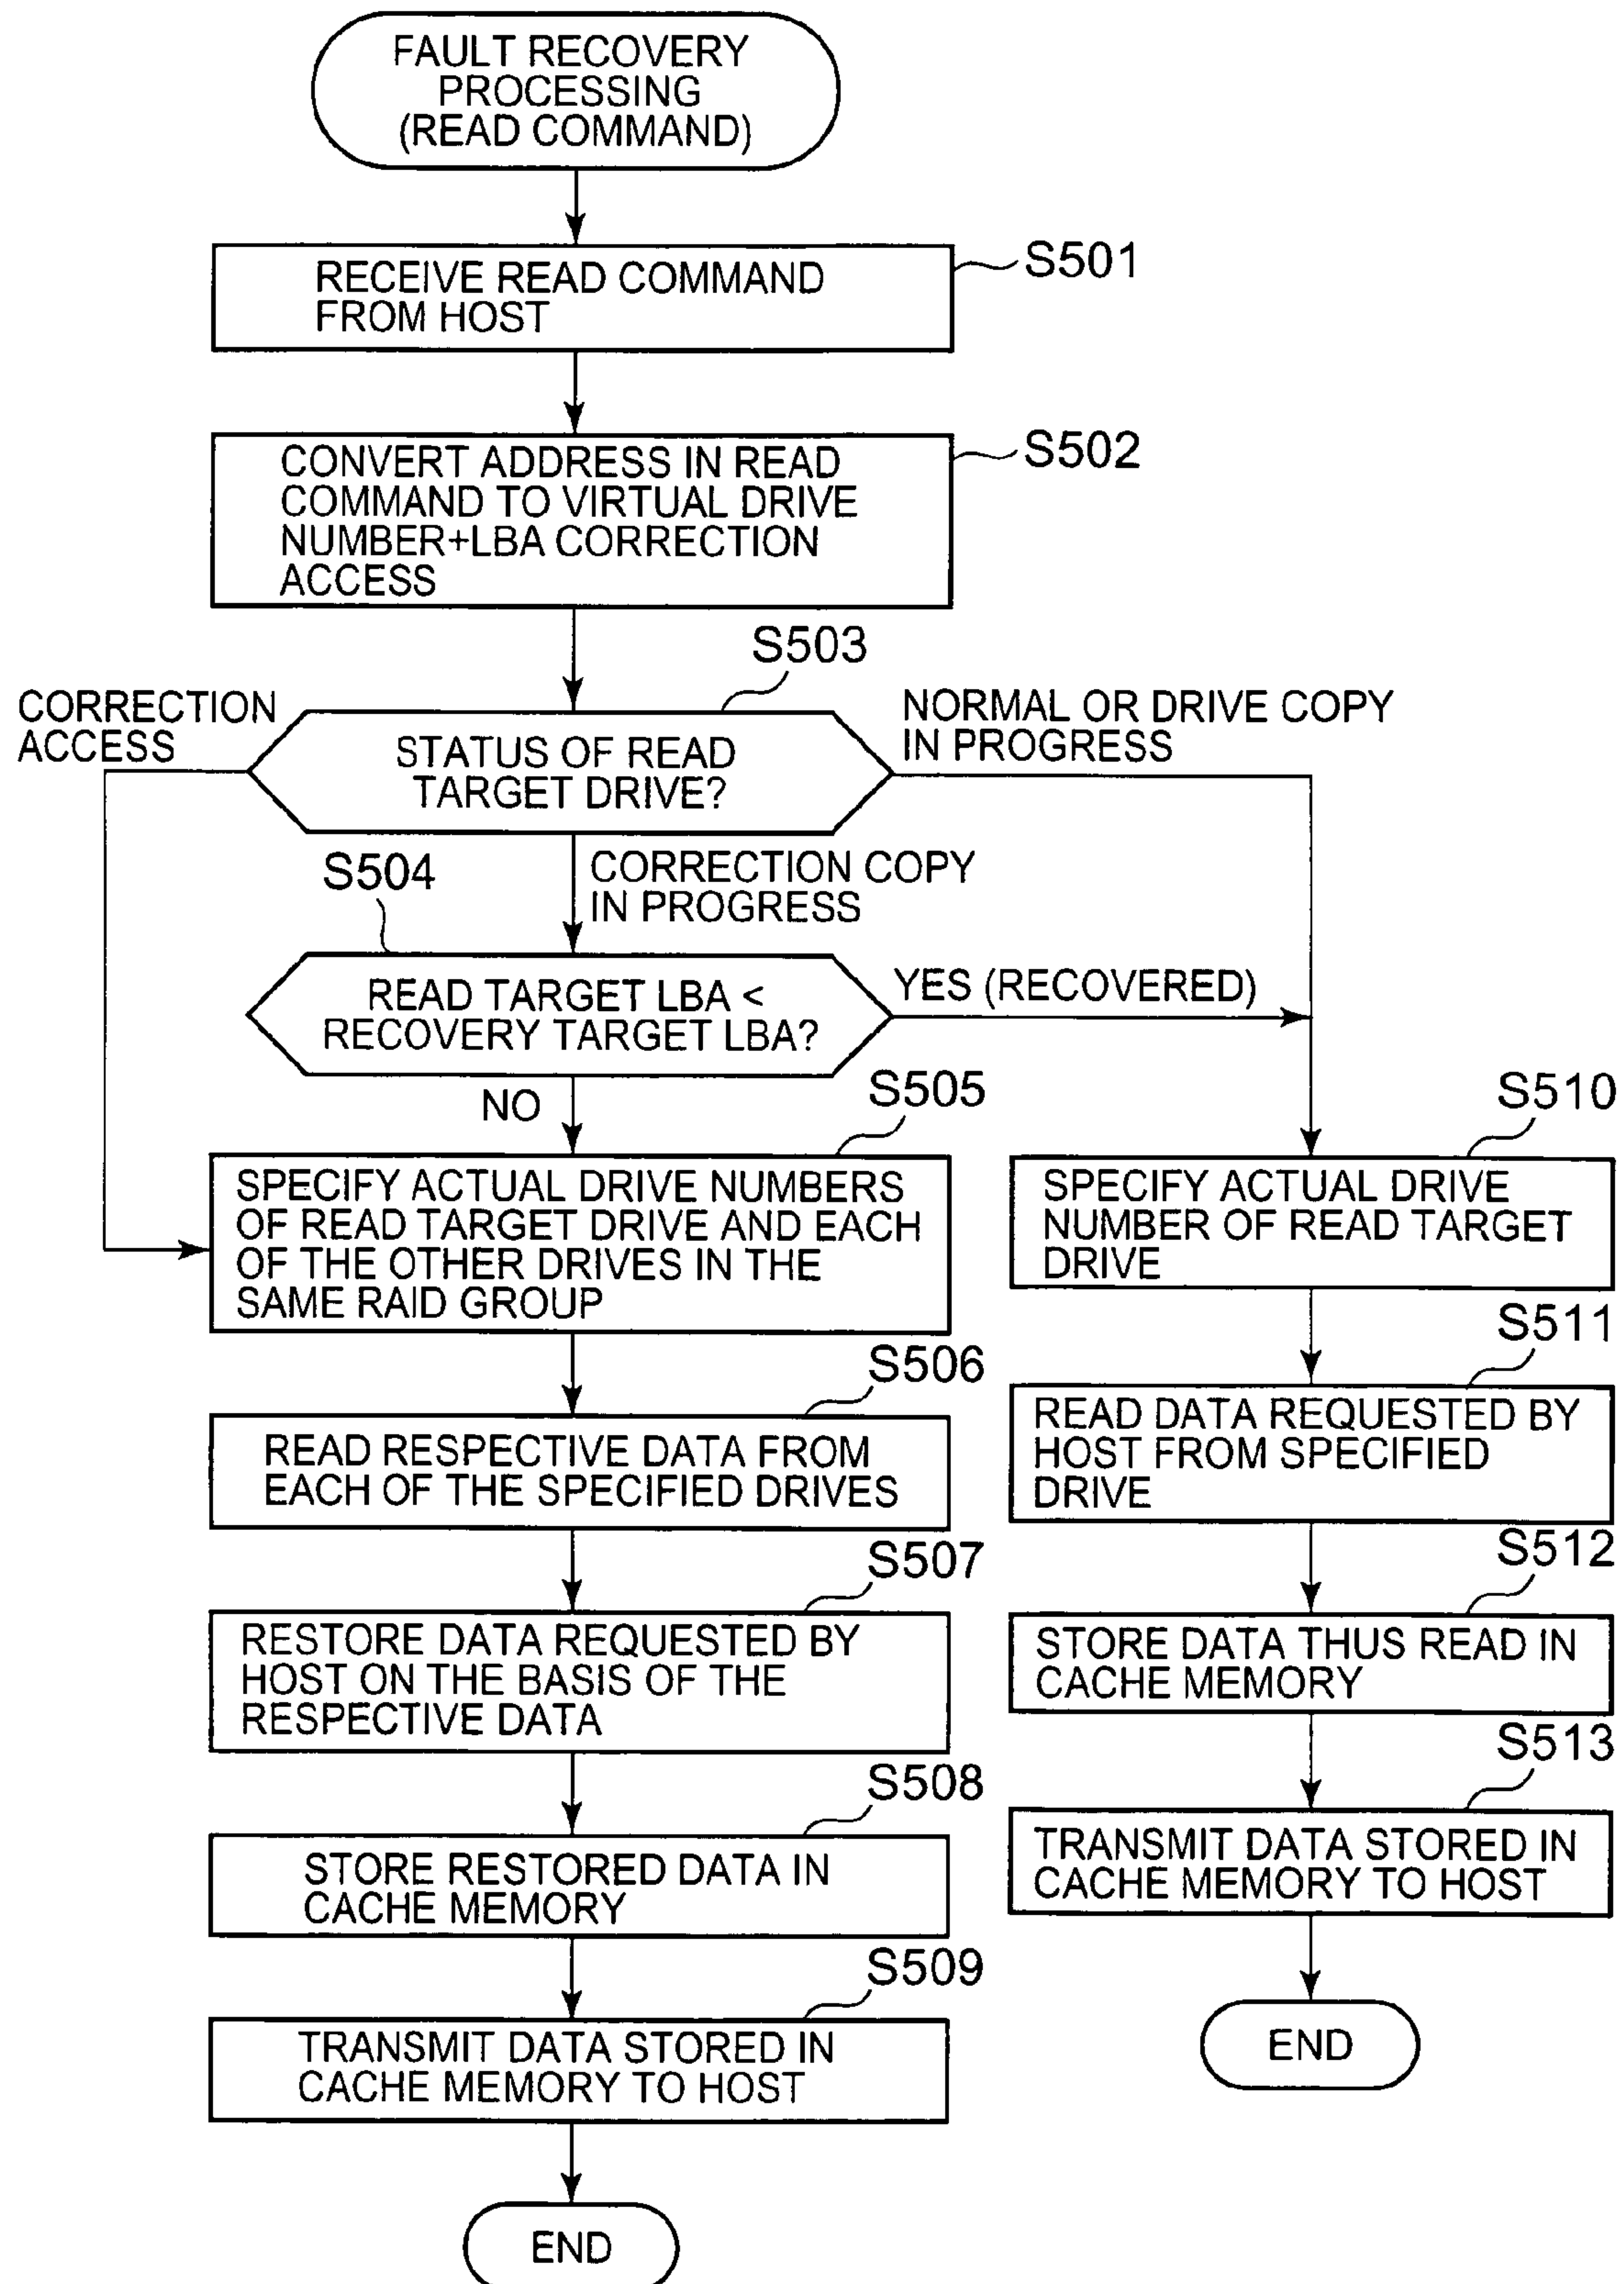 FAULT RECOVERY
PROCESSING
(READ COMMAND)
S501
RECEIVE READ COMMAND
FROM HOST
S502
CONVERT ADDRESS IN READ
COMMAND TO VIRTUAL DRIVE
NUMBER+LBA CORRECTION
ACCESS
S503
CORRECTION
ACCESS
STATUS OF READ
TARGET DRIVE?
NORMAL OR DRIVE COPY
IN PROGRESS
S504
CORRECTION COPY
IN PROGRESS
READ TARGET LBA <
RECOVERY TARGET LBA?
YES (RECOVERED)
NO
S505
SPECIFY ACTUAL DRIVE NUMBERS
OF READ TARGET DRIVE AND EACH
OF THE OTHER DRIVES IN THE
SAME RAID GROUP
S506
READ RESPECTIVE DATA FROM
EACH OF THE SPECIFIED DRIVES
S507
RESTORE DATA REQUESTED BY
HOST ON THE BASIS OF THE
RESPECTIVE DATA
S508
STORE RESTORED DATA IN
CACHE MEMORY
S509
TRANSMIT DATA STORED IN
CACHE MEMORY TO HOST
END
S510
SPECIFY ACTUAL DRIVE
NUMBER OF READ TARGET
DRIVE
S511
READ DATA REQUESTED BY
HOST FROM SPECIFIED
DRIVE
S512
STORE DATA THUS READ IN
CACHE MEMORY
S513
TRANSMIT DATA STORED IN
CACHE MEMORY TO HOST
END